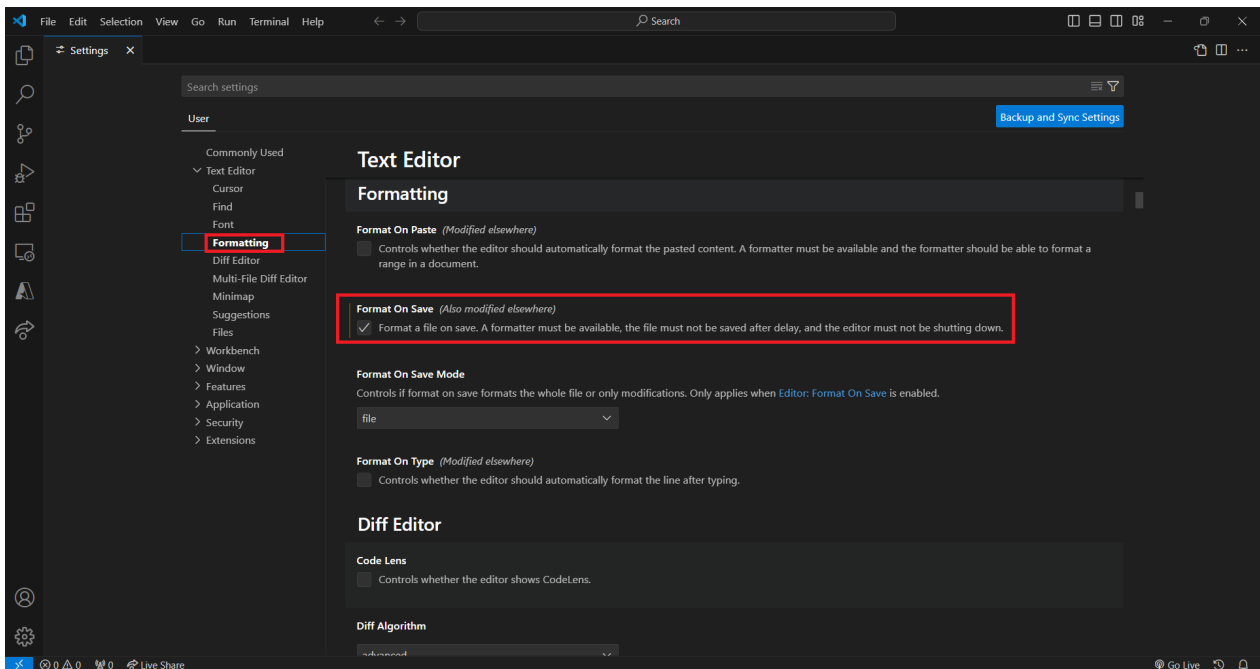 File Edit Selection View Go Run Terminal Help
Search
Settings
Search settings
User
Backup and Sync Settings
Commonly Used
Text Editor
Cursor
Find
Font
Formatting
Diff Editor
Multi-File Diff Editor
Minimap
Suggestions
Files
Workbench
Window
Features
Application
Security
Extensions
Text Editor
Formatting
Format On Paste (Modified elsewhere)
Controls whether the editor should automatically format the pasted content. A formatter must be available and the formatter should be able to format a
range in a document.
Format On Save (Also modified elsewhere)
Format a file on save. A formatter must be available, the file must not be saved after delay, and the editor must not be shutting down.
Format On Save Mode
Controls if format on save formats the whole file or only modifications. Only applies when Editor: Format On Save is enabled.
file
Format On Type (Modified elsewhere)
Controls whether the editor should automatically format the line after typing.
Diff Editor
Code Lens
Controls whether the editor shows CodeLens.
Diff Algorithm
advanced
0 0 0 Live Share
Go Live